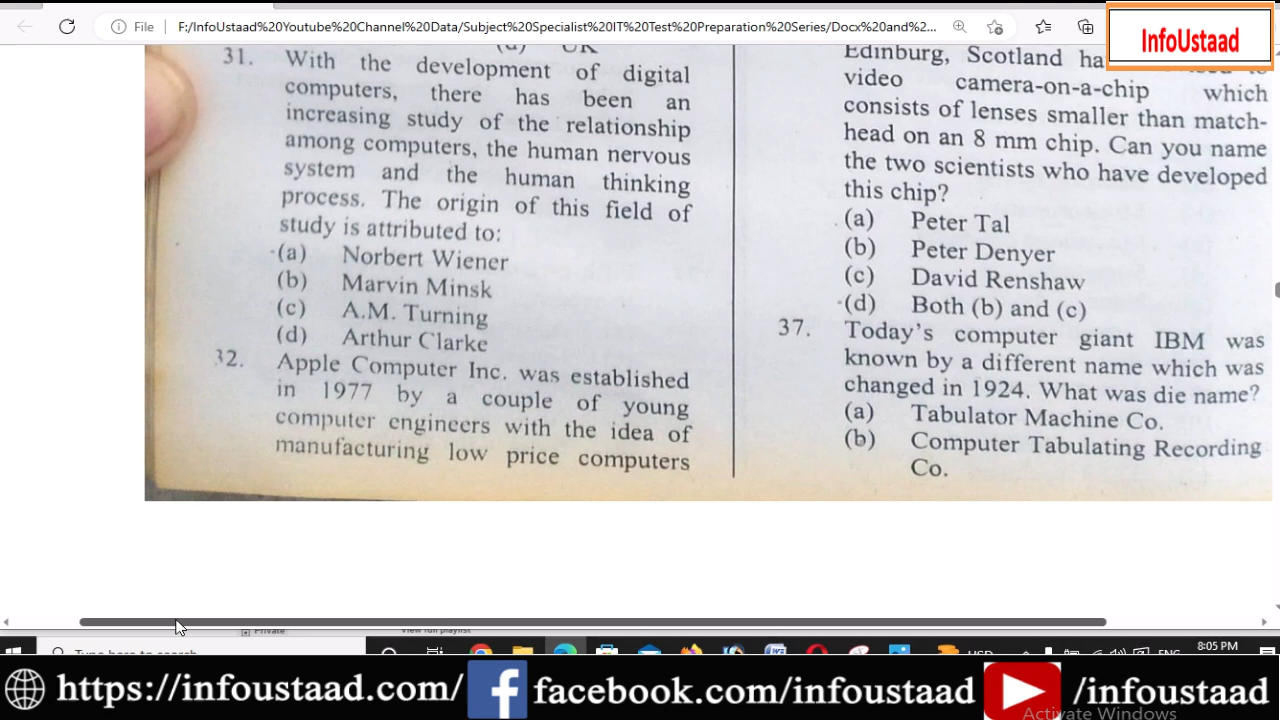 File
F:/InfoUstaad%20Youtube%20Channel%20Data/Subject%20Specialist%20IT%20Test%20Preparation%20Series/Docx%20and%2...
InfoUstaad
31. With the development of digital
computers, there has been an
increasing study of the relationship
among computers, the human nervous
system and the human thinking
process. The origin of this field of
study is attributed to:
(a) Norbert Wiener
(b) Marvin Minsk
(c) A.M. Turning
(d) Arthur Clarke
32. Apple Computer Inc. was established
in 1977 by a couple of young
computer engineers with the idea of
manufacturing low price computers
Edinburg, Scotland
video camera-on-a-chip which
consists of lenses smaller than match-
head on an 8 mm chip. Can you name
the two scientists who have developed
this chip?
(a) Peter Tal
(b) Peter Denyer
(c) David Renshaw
(d) Both (b) and (c)
37. Today's computer giant IBM was
known by a different name which was
changed in 1924. What was die name?
(a) Tabulator Machine Co.
(b) Computer Tabulating Recording
Co.
8:05 PM
https://infoustaad.com/
facebook.com/infoustaad
/infoustaad
Activate Windows